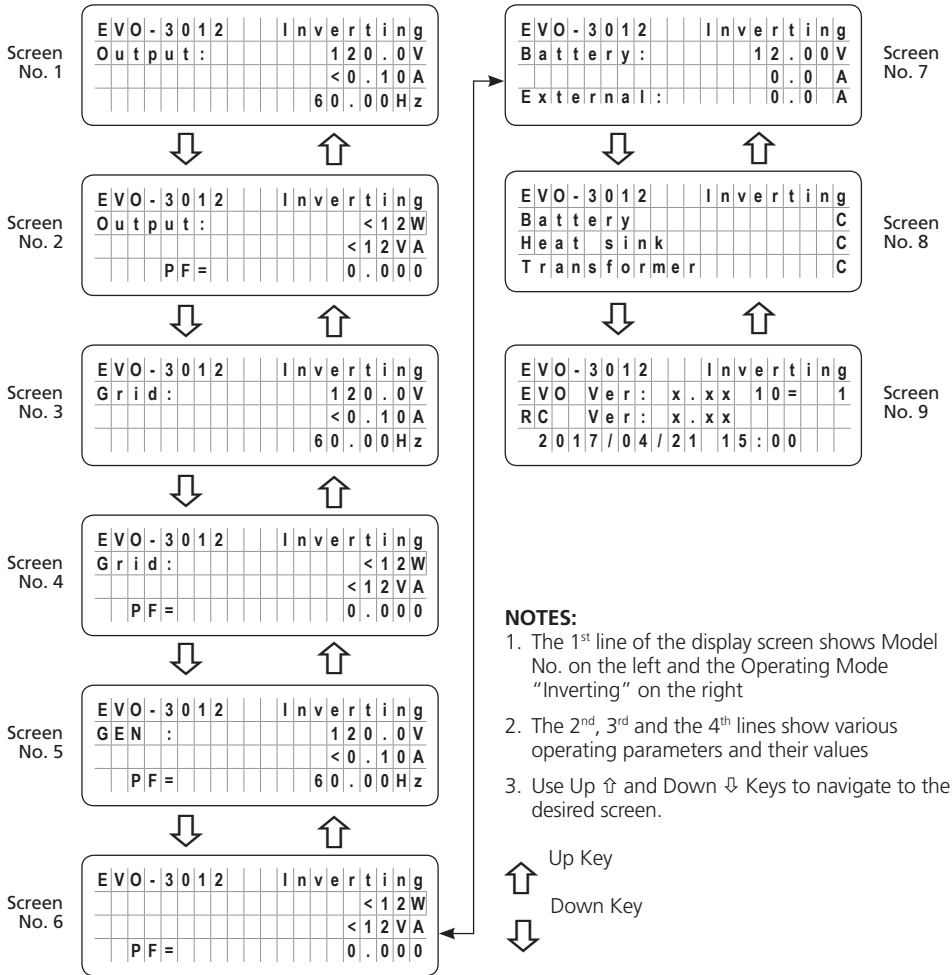 Screen
No. 1
EVO-3012 Inverting
Output: 120.0V
<0.10A
60.00Hz
Screen
No. 2
EVO-3012 Inverting
Output: <12W
<12VA
PF= 0.000
Screen
No. 3
EVO-3012 Inverting
Grid: 120.0V
<0.10A
60.00Hz
Screen
No. 4
EVO-3012 Inverting
Grid: <12W
<12VA
PF= 0.000
Screen
No. 5
EVO-3012 Inverting
GEN : 120.0V
<0.10A
PF= 60.00Hz
Screen
No. 6
EVO-3012 Inverting
<12W
<12VA
PF= 0.000
EVO-3012 Inverting
Battery: 12.00V
0.0 A
External: 0.0 A
Screen
No. 7
EVO-3012 Inverting
Battery C
Heat sink C
Transformer C
Screen
No. 8
EVO-3012 Inverting
EVO Ver: x.xx 10= 1
RC Ver: x.xx
2017/04/21 15:00
Screen
No. 9
NOTES:
1. The 1st line of the display screen shows Model
No. on the left and the Operating Mode
“Inverting” on the right
2. The 2nd, 3rd and the 4th lines show various
operating parameters and their values
3. Use Up ⇧ and Down ⇩ Keys to navigate to the
desired screen.
Up Key
Down Key